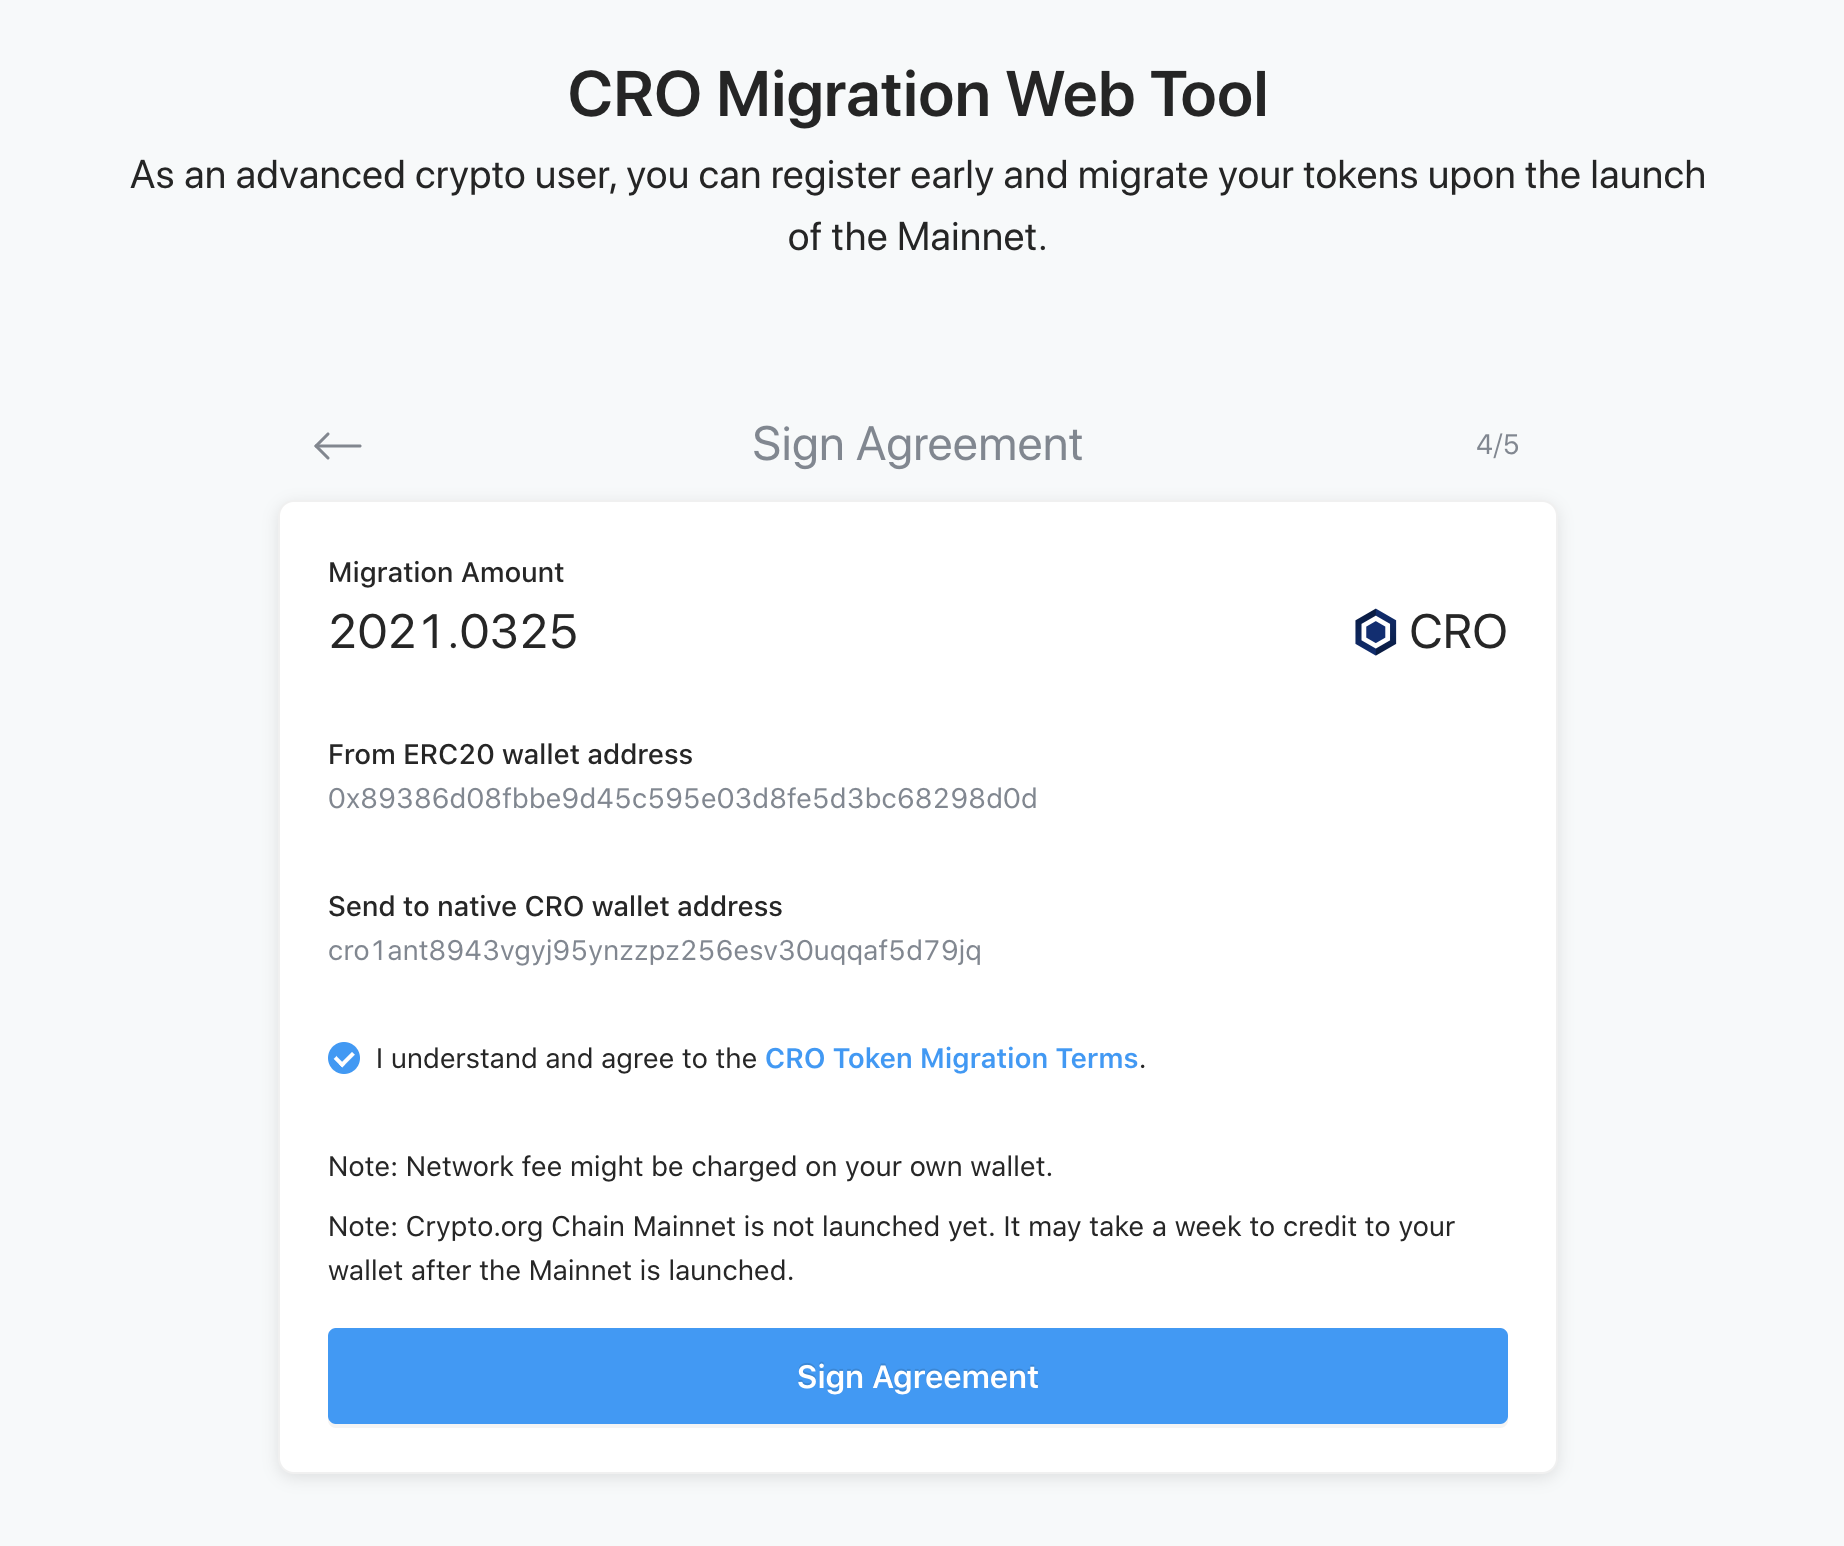 CRO Migration Web Tool
As an advanced crypto user, you can register early and migrate your tokens upon the launch
of the Mainnet.
Sign Agreement
4/5
Migration Amount
2021.0325
CRO
From ERC20 wallet address
0x89386d08fbbe9d45c595e03d8fe5d3bc68298d0d
Send to native CRO wallet address
cro1ant8943vgyj95ynzzpz256esv30uqqaf5d79jq
I understand and agree to the CRO Token Migration Terms.
Note: Network fee might be charged on your own wallet.
Note: Crypto.org Chain Mainnet is not launched yet. It may take a week to credit to your
wallet after the Mainnet is launched.
Sign Agreement